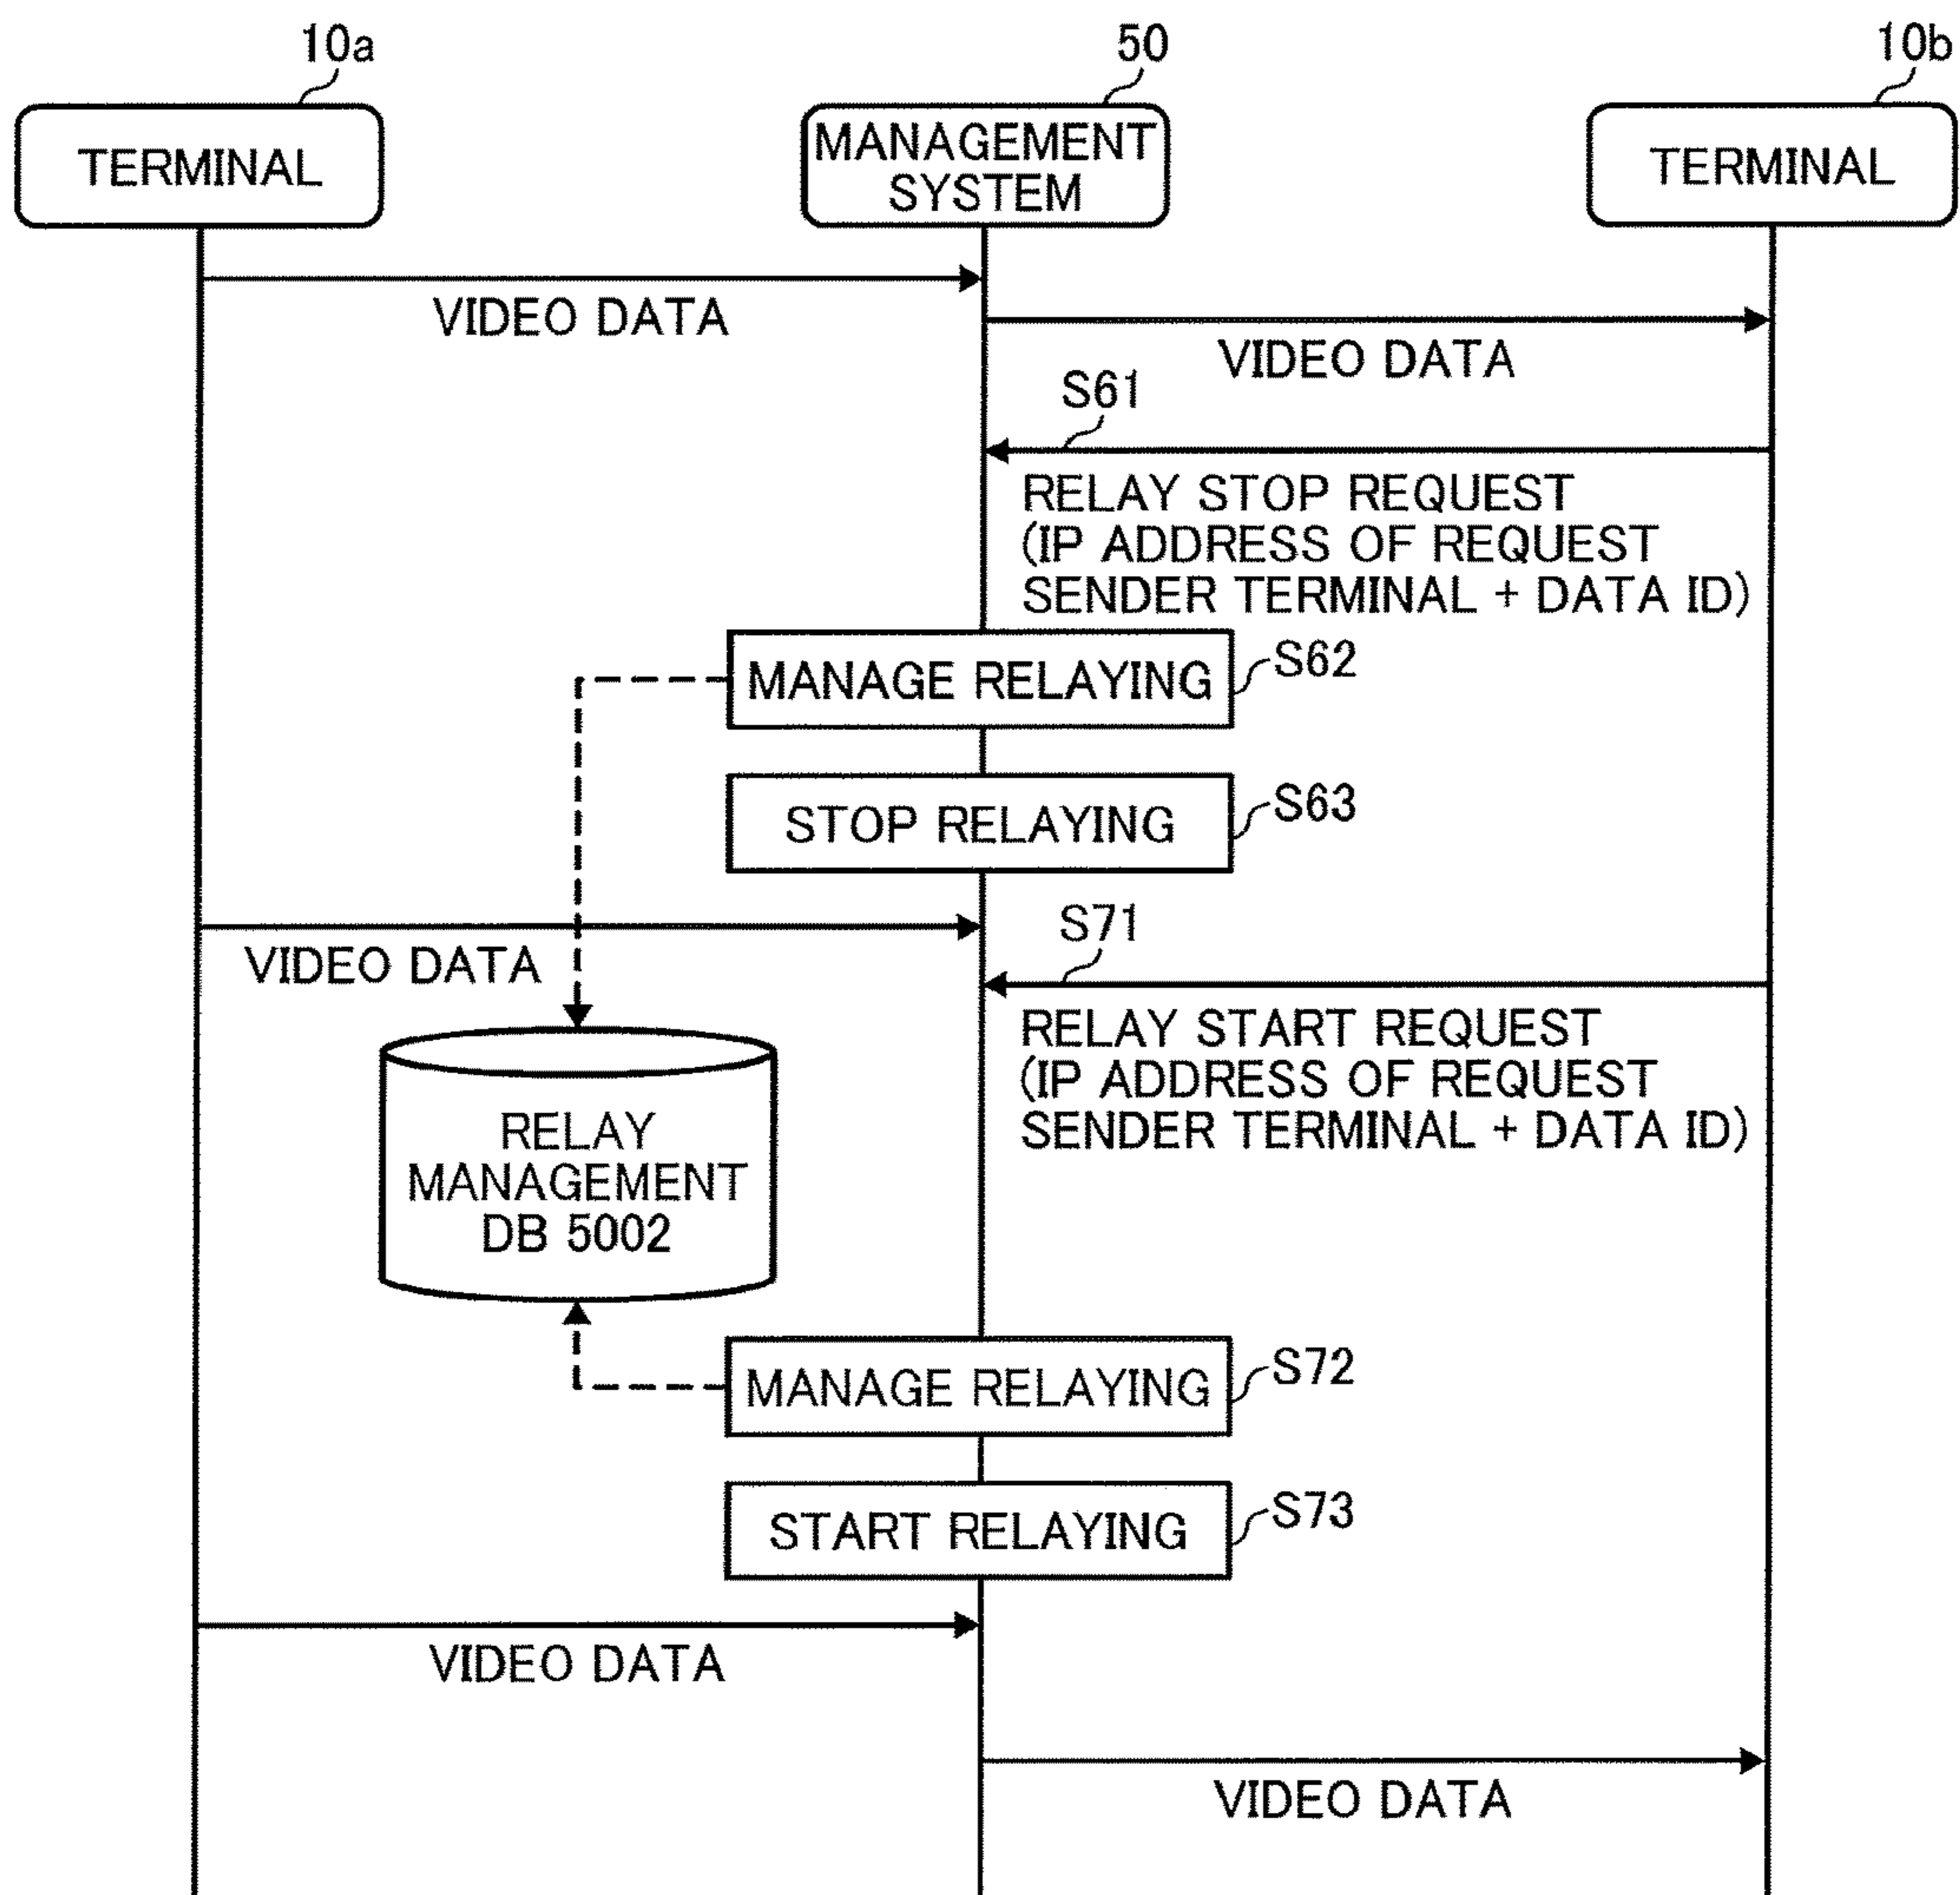 10a
50
10b
TERMINAL
MANAGEMENT
SYSTEM
TERMINAL
VIDEO DATA
VIDEO DATA
S61
RELAY STOP REQUEST
(IP ADDRESS OF REQUEST
SENDER TERMINAL + DATA ID)
MANAGE RELAYING
S62
STOP RELAYING
S63
VIDEO DATA
S71
RELAY START REQUEST
(IP ADDRESS OF REQUEST
SENDER TERMINAL + DATA ID)
RELAY
MANAGEMENT
DB 5002
MANAGE RELAYING
S72
START RELAYING
S73
VIDEO DATA
VIDEO DATA